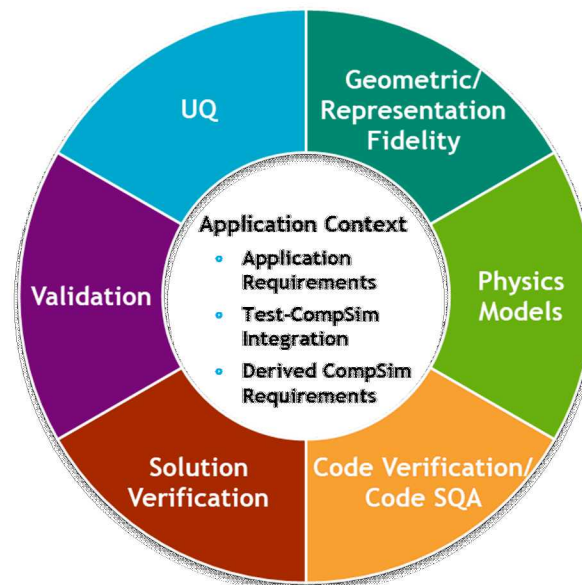 UQ
Geometric/
Representation
Fidelity
Physics
Models
Code Verification/
Code SQA
Solution
Verification
Validation
Application Context
• Application
Requirements
• Test-CompSim
Integration
• Derived CompSim
Requirements